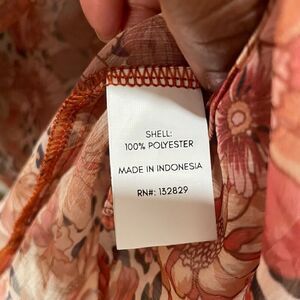 SHELL:
100% POLYESTER
MADE IN INDONESIA
RN#: 132829